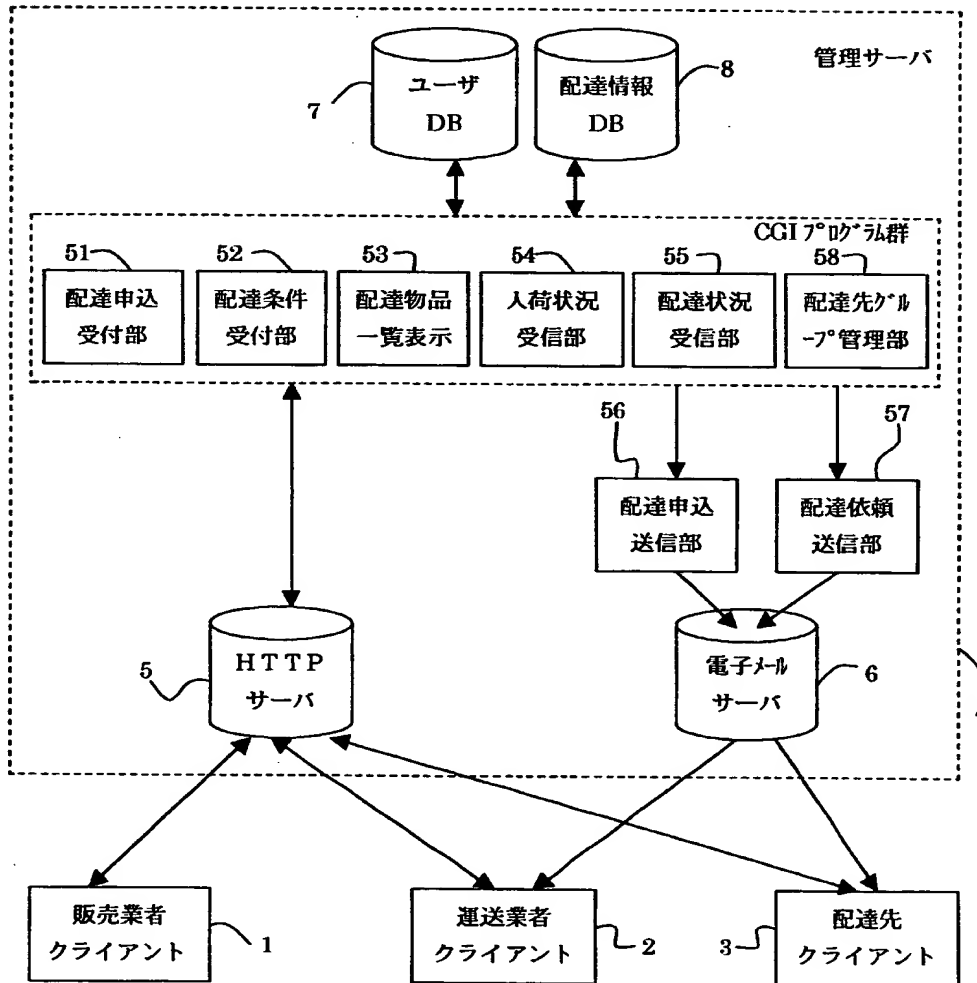 管理サーバ
ユーザ
DB
7
配達情報
DB
8
CGIプログラム群
51
配達申込
受付部
52
配達条件
受付部
53
配達物品
一覧表示
54
入荷状況
受信部
55
配達状況
受信部
58
配達先グル
ープ管理部
56
配達申込
送信部
57
配達依頼
送信部
HTTP
サーバ
5
電子メール
サーバ
6
販売業者
クライアント
1
運送業者
クライアント
2
配達先
クライアント
3